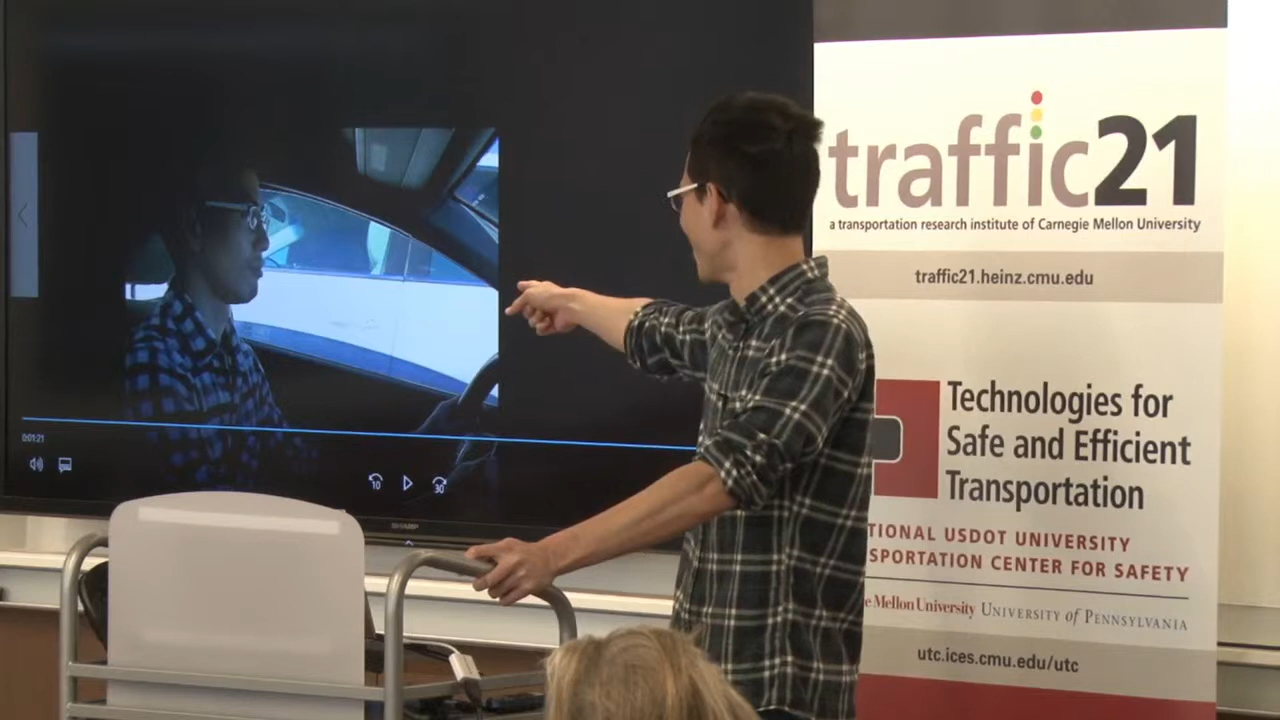 traffic21
a transportation research institute of Carnegie Mellon University
traffic21.heinz.cmu.edu
Technologies for
Safe and Efficient
Transportation
TIONAL USDOT UNIVERSITY
SPORTATION CENTER FOR SAFETY
e Mellon University UNIVERSITY of PENNSYLVANIA
utc.ices.cmu.edu/utc
0:01:21
10
30
SHARP